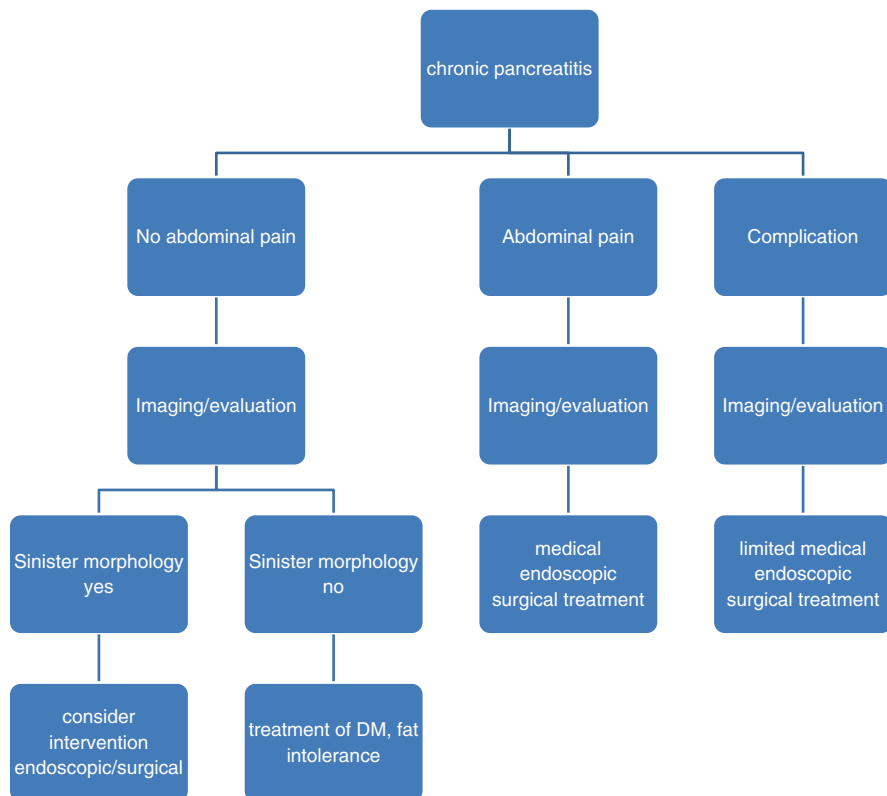 chronic pancreatitis
No abdominal pain
Abdominal pain
Complication
Imaging/evaluation
Imaging/evaluation
Imaging/evaluation
Sinister morphology
yes
Sinister morphology
no
medical
endoscopic
surgical treatment
limited medical
endoscopic
surgical treatment
consider
intervention
endoscopic/surgical
treatment of DM, fat
intolerance